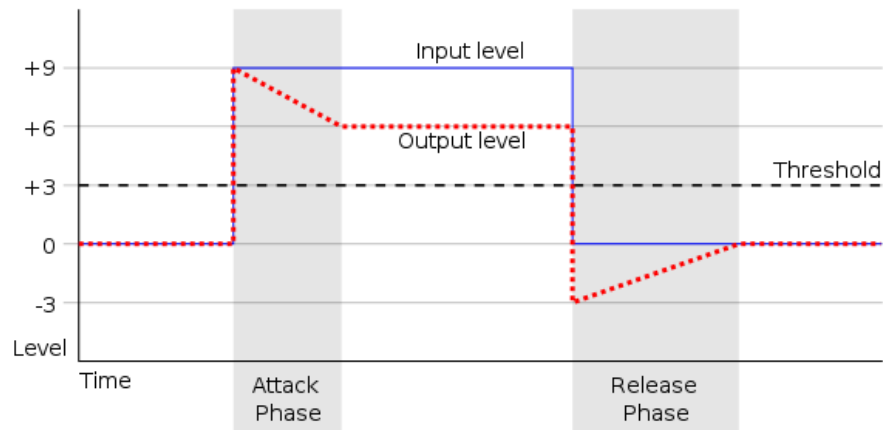 +9
Input level
+6
Output level
Threshold
+3
0
-3
Level
Time
Attack
Phase
Release
Phase